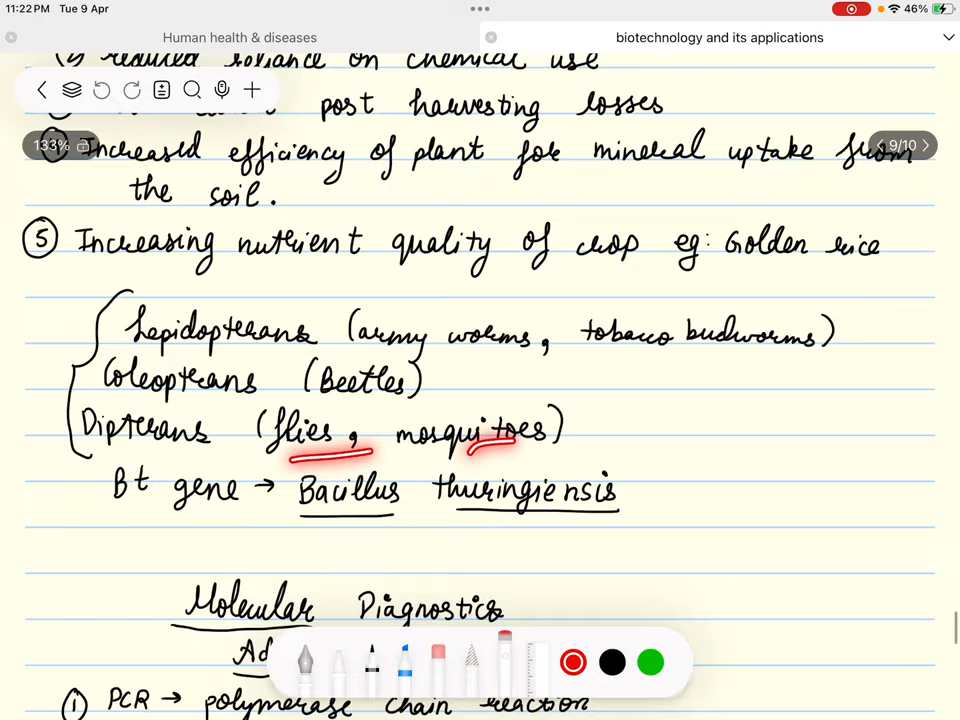 11:22 PM Tue 9 Apr
46%
Human health & diseases
biotechnology and its applications
reduced reliance on chemical use
post harvesting losses
133%
9/10
Increased efficiency of plant for mineral uptake from
the soil.
5 Increasing nutrient quality of crop eg: Golden rice
Lepidopterans (army worms, tobacco budworms)
Coleoptrans (Beetles)
Dipterans (flies, mosquitoes)
Bt gene → Bacillus thuringiensis
Molecular Diagnostics
Ad
1 PCR → polymerase chain reaction